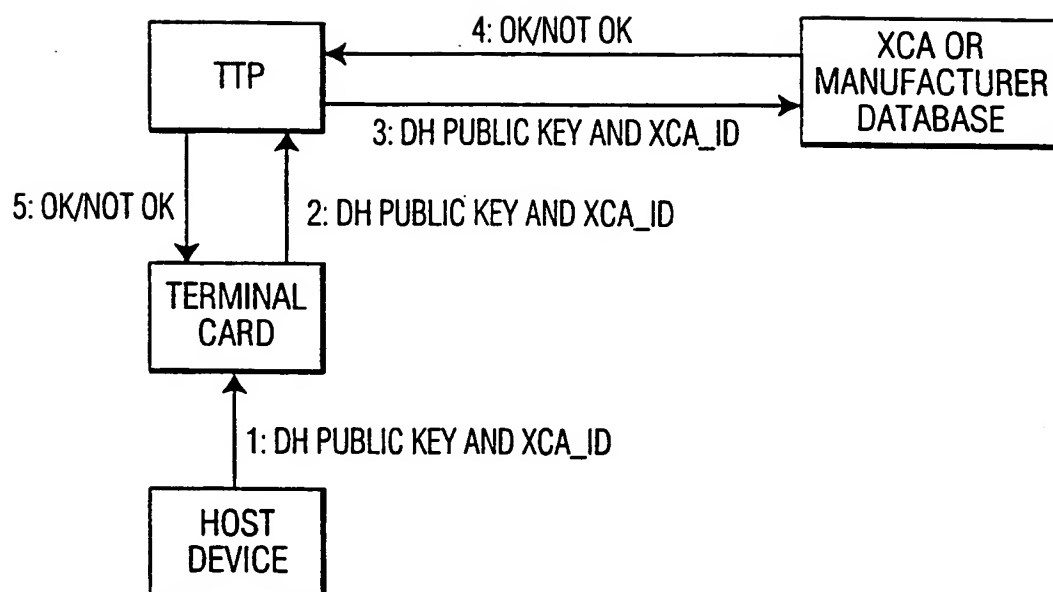 4: OK/NOT OK
TTP
XCA OR
MANUFACTURER
DATABASE
3: DH PUBLIC KEY AND XCA_ID
5: OK/NOT OK
2: DH PUBLIC KEY AND XCA_ID
TERMINAL
CARD
1: DH PUBLIC KEY AND XCA_ID
HOST
DEVICE